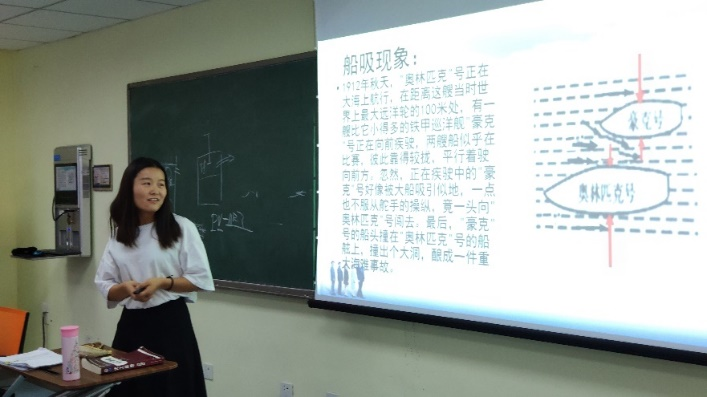 船吸现象：
1912年秋天，“奥林匹克”号正在
大海上航行，在距离这艘当时世
界上最大远洋轮的100米处，有一
艘比它小得多的铁甲巡洋舰“豪克
”号正在向前疾驶，两艘船似乎在
比赛，彼此靠得较拢，平行着驶
向前方。忽然，正在疾驶中的“豪
克”号好像被大船吸引似地，一点
也不服从舵手的操纵，竟一头向”
奥林匹克”号闯去。最后，“豪克”
号的船头撞在“奥林匹克”号的船
舷上，撞出个大洞，酿成一件重
大海难事故。
豪克号
奥林匹克号